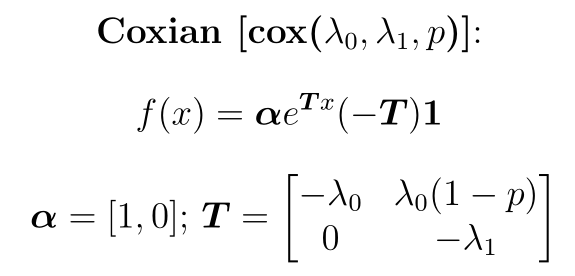 Coxian [cox(λ₀, λ₁, p)]:
f(x) = αe^{Tx}(−T)1
α = [1, 0]; T = [−λ₀ λ₀(1 − p)
0 −λ₁]